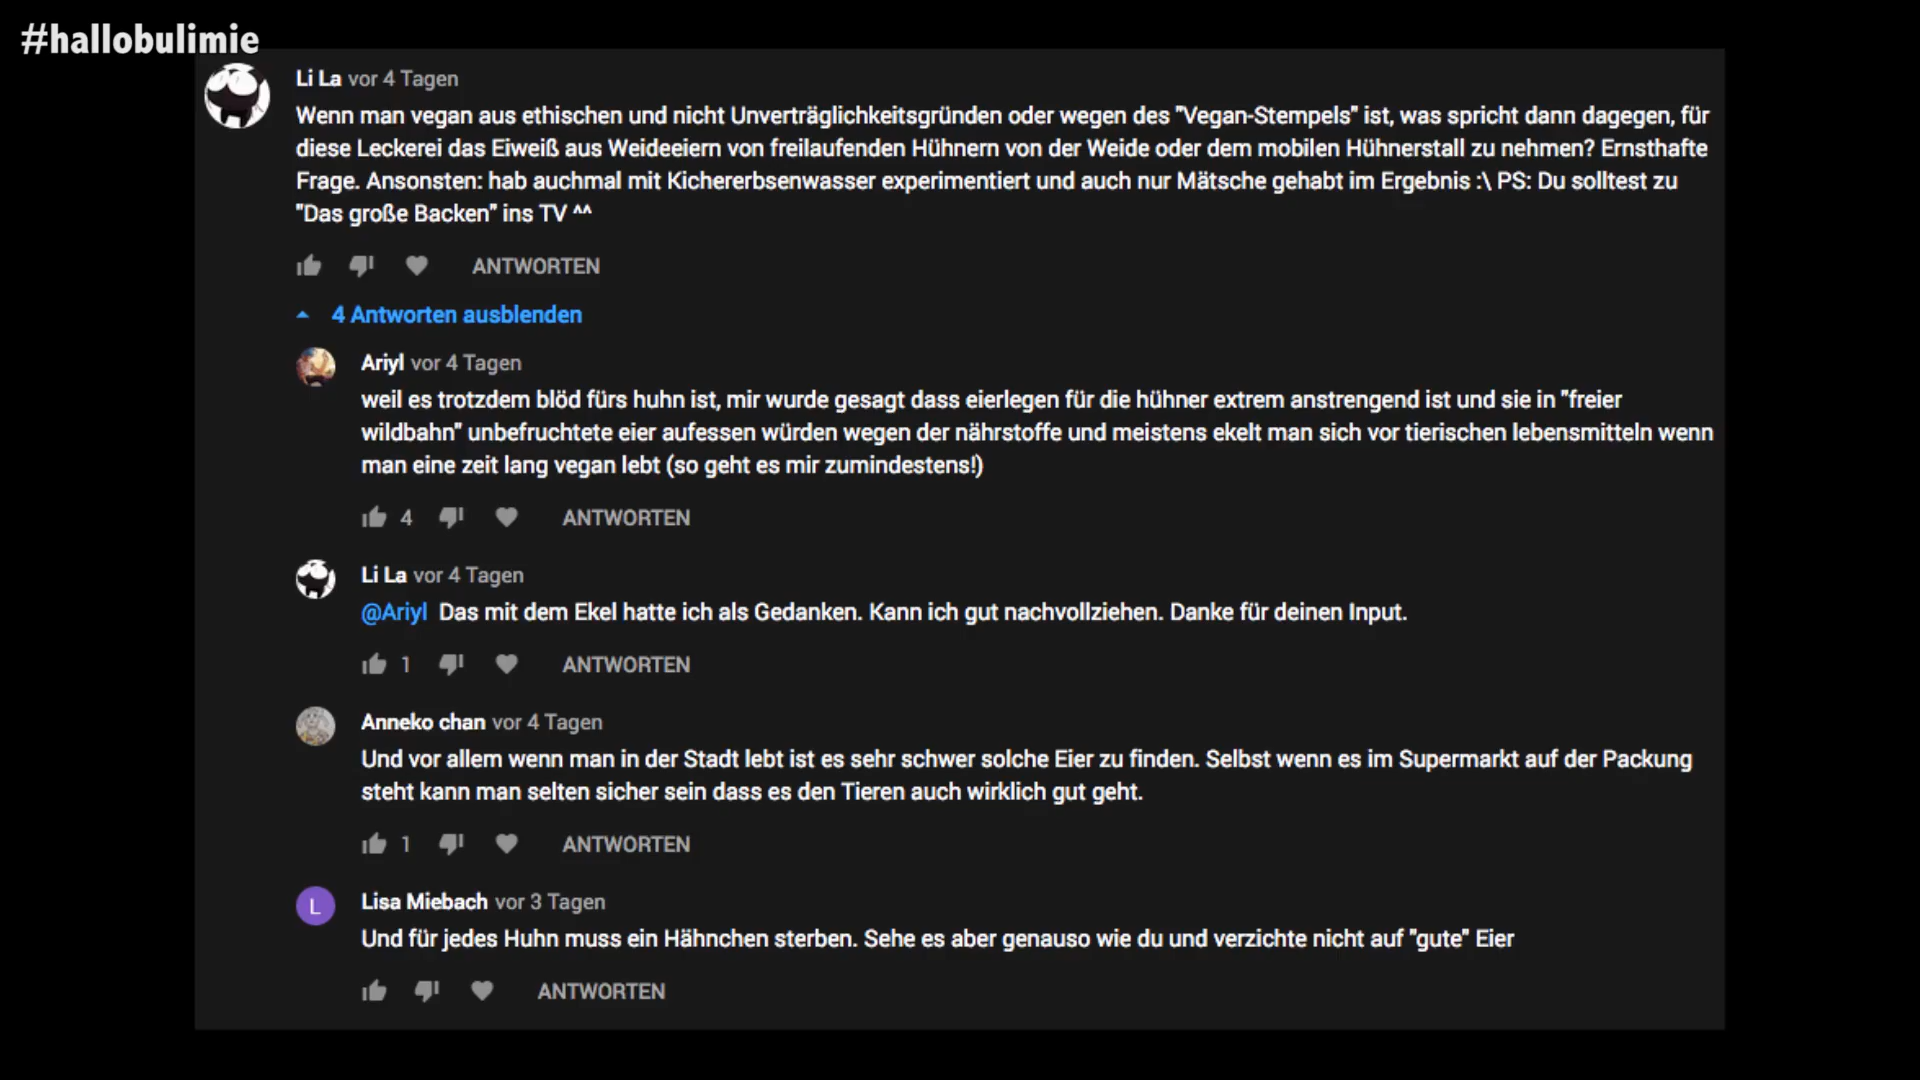 #hallobulimie
Li La vor 4 Tagen
Wenn man vegan aus ethischen und nicht Unverträglichkeitsgründen oder wegen des "Vegan-Stempels" ist, was spricht dann dagegen, für
diese Leckerei das Eiweiß aus Weideeiern von freilaufenden Hühnern von der Weide oder dem mobilen Hühnerstall zu nehmen? Ernsthafte
Frage. Ansonsten: hab auchmal mit Kichererbsenwasser experimentiert und auch nur Mätsche gehabt im Ergebnis :\ PS: Du solltest zu
"Das große Backen" ins TV ^^
ANTWORTEN
4 Antworten ausblenden
Ariyl vor 4 Tagen
weil es trotzdem blöd fürs huhn ist, mir wurde gesagt dass eierlegen für die hühner extrem anstrengend ist und sie in "freier
wildbahn" unbefruchtete eier aufessen würden wegen der nährstoffe und meistens ekelt man sich vor tierischen lebensmitteln wenn
man eine zeit lang vegan lebt (so geht es mir zumindestens!)
4 ANTWORTEN
Li La vor 4 Tagen
@Ariyl Das mit dem Ekel hatte ich als Gedanken. Kann ich gut nachvollziehen. Danke für deinen Input.
1 ANTWORTEN
Anneko chan vor 4 Tagen
Und vor allem wenn man in der Stadt lebt ist es sehr schwer solche Eier zu finden. Selbst wenn es im Supermarkt auf der Packung
steht kann man selten sicher sein dass es den Tieren auch wirklich gut geht.
1 ANTWORTEN
L
Lisa Miebach vor 3 Tagen
Und für jedes Huhn muss ein Hähnchen sterben. Sehe es aber genauso wie du und verzichte nicht auf "gute" Eier
ANTWORTEN